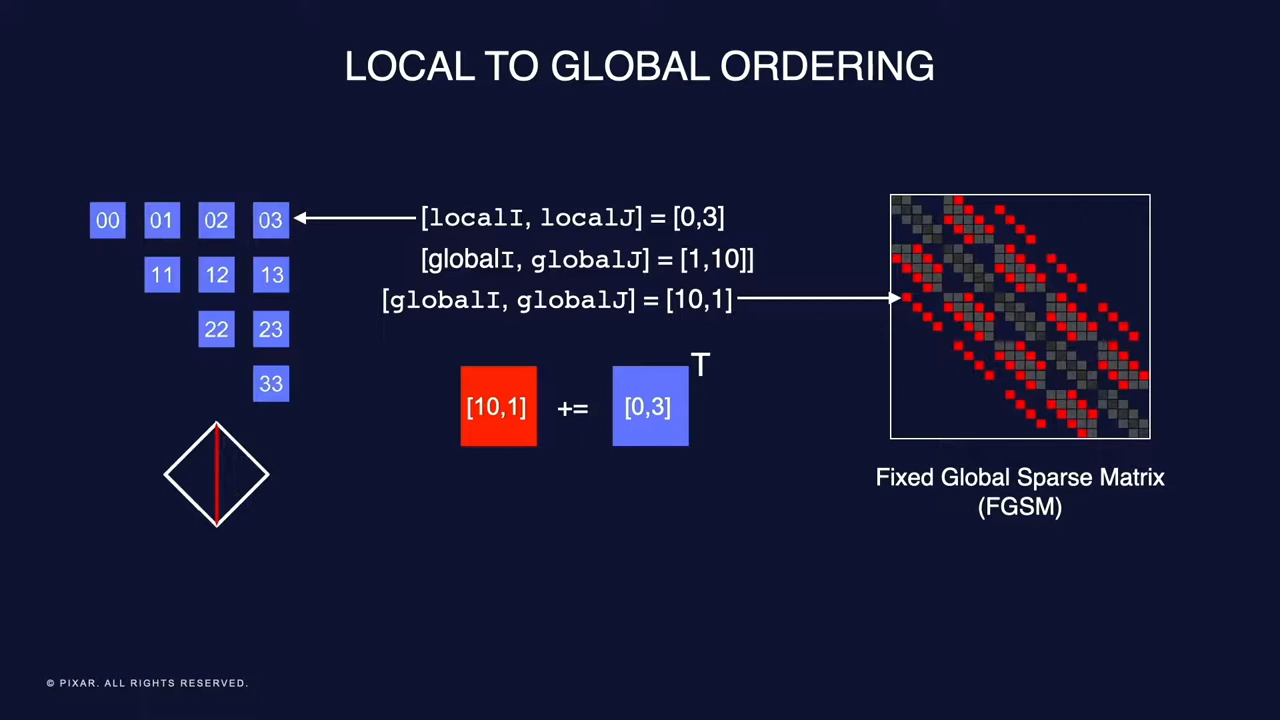 LOCAL TO GLOBAL ORDERING
00 01 02 03
11 12 13
22 23
33
[localI, localJ] = [0,3]
[globalI, globalJ] = [1,10]]
[globalI, globalJ] = [10,1]
[10,1] += [0,3] T
Fixed Global Sparse Matrix
(FGSM)
© PIXAR. ALL RIGHTS RESERVED.